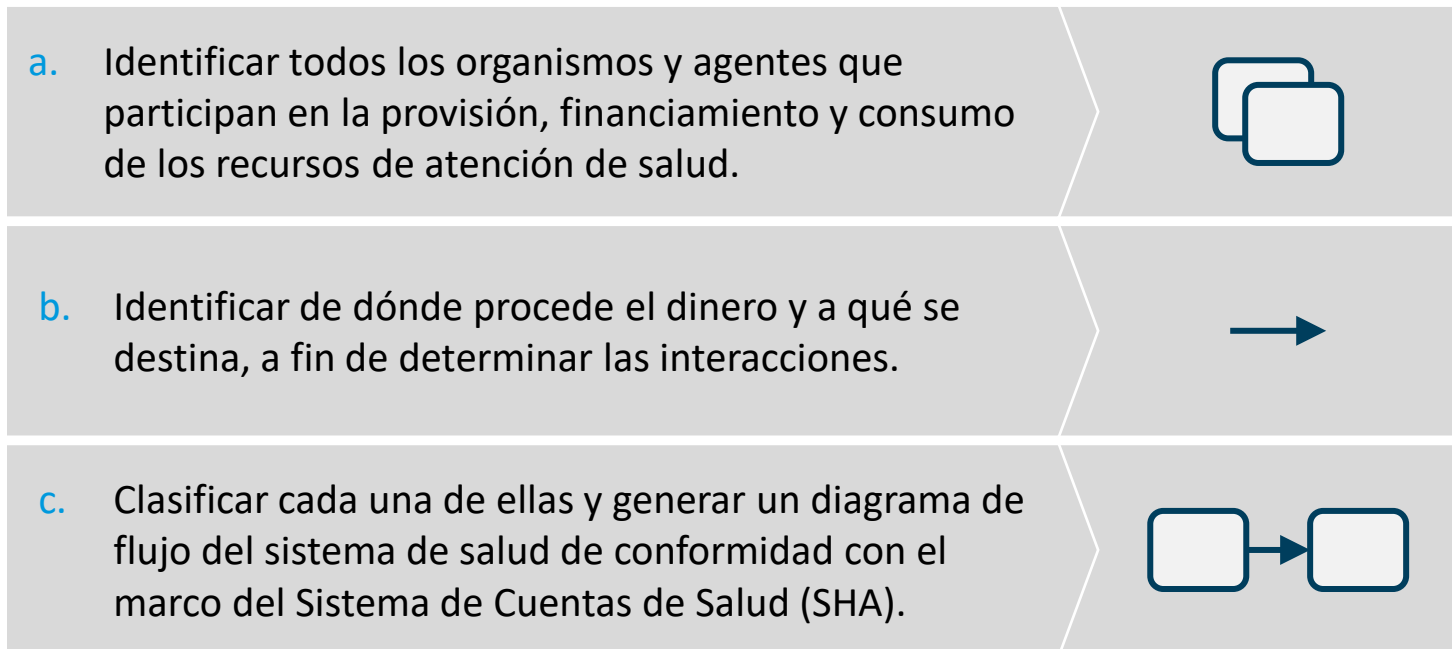 a. Identificar todos los organismos y agentes que
participan en la provisión, financiamiento y consumo
de los recursos de atención de salud.
b. Identificar de dónde procede el dinero y a qué se
destina, a fin de determinar las interacciones.
c. Clasificar cada una de ellas y generar un diagrama de
flujo del sistema de salud de conformidad con el
marco del Sistema de Cuentas de Salud (SHA).